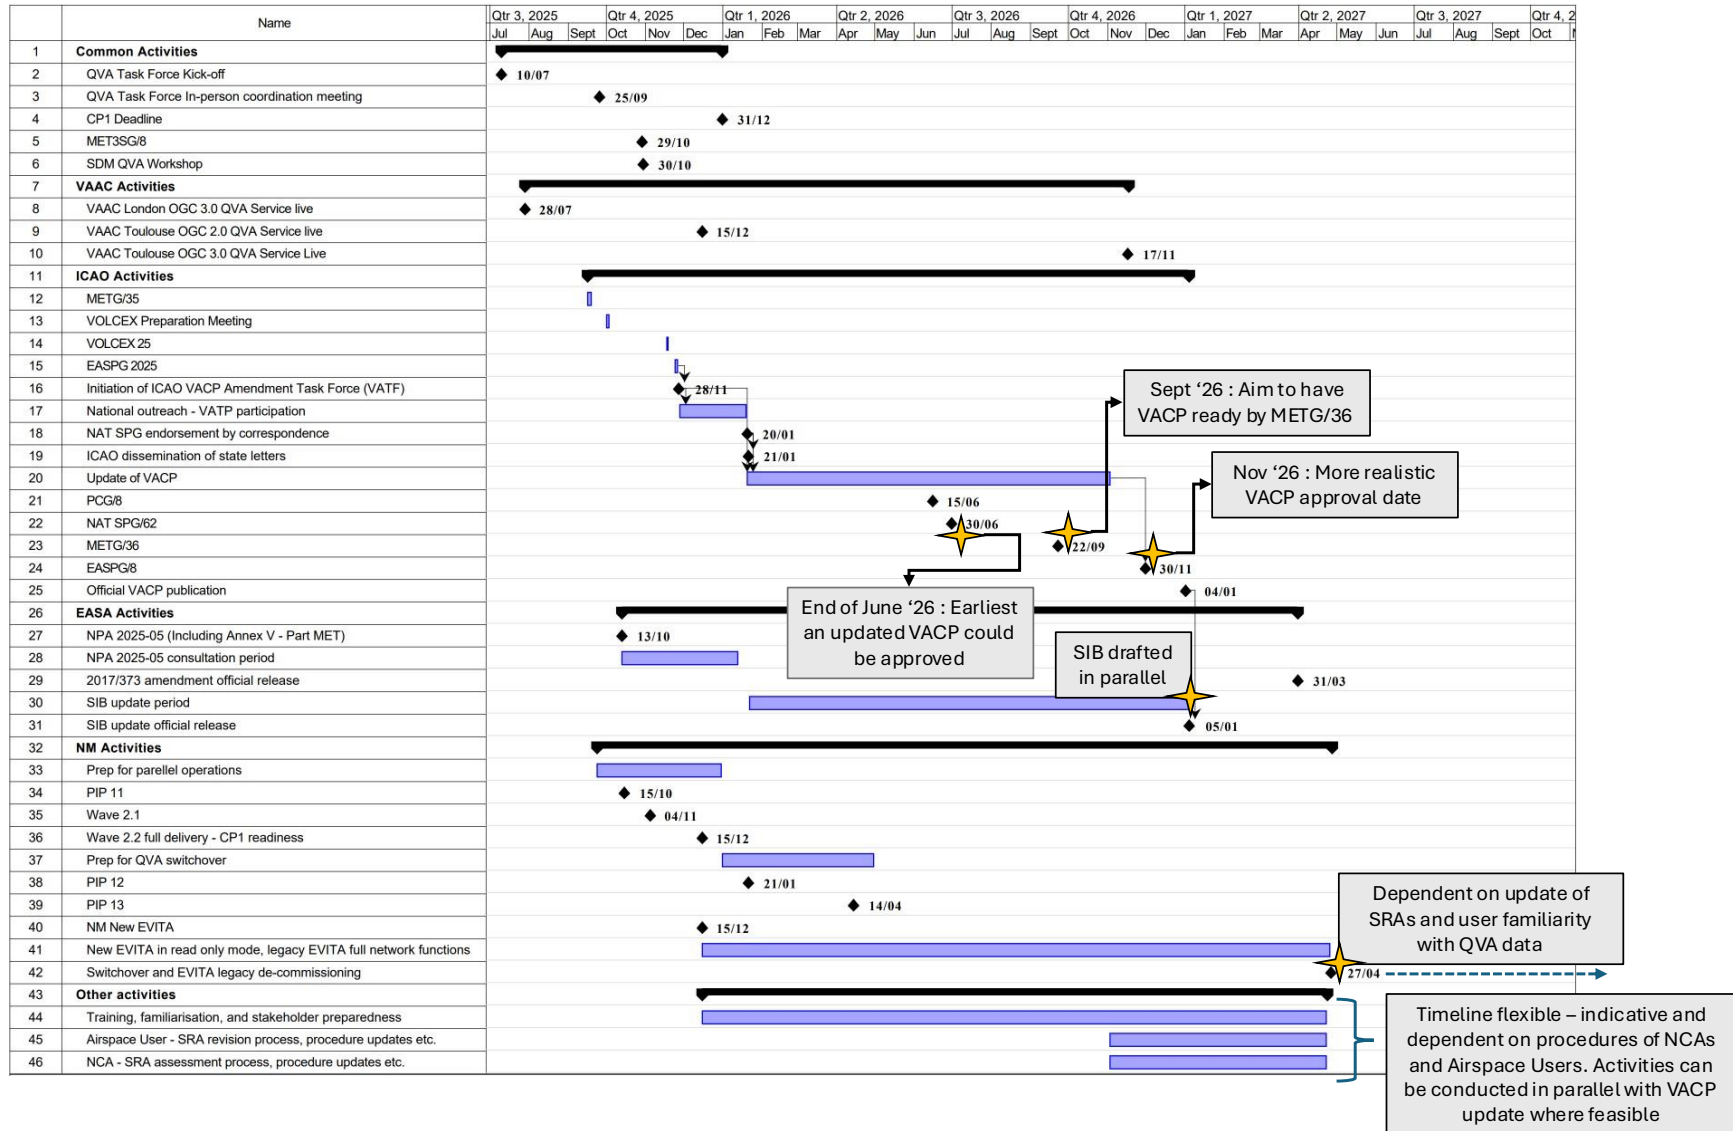 Name
Qtr 3, 2025 Qtr 4, 2025 Qtr 1, 2026 Qtr 2, 2026 Qtr 3, 2026 Qtr 4, 2026 Qtr 1, 2027 Qtr 2, 2027 Qtr 3, 2027 Qtr 4, 2
Jul Aug Sept Oct Nov Dec Jan Feb Mar Apr May Jun Jul Aug Sept Oct Nov Dec Jan Feb Mar Apr May Jun Jul Aug Sept Oct
1 Common Activities
2 QVA Task Force Kick-off 10/07
3 QVA Task Force In-person coordination meeting 25/09
4 CP1 Deadline 31/12
5 MET3SG/8 29/10
6 SDM QVA Workshop 30/10
7 VAAC Activities
8 VAAC London OGC 3.0 QVA Service live 28/07
9 VAAC Toulouse OGC 2.0 QVA Service live 15/12
10 VAAC Toulouse OGC 3.0 QVA Service Live 17/11
11 ICAO Activities
12 METG/35
13 VOLCEX Preparation Meeting
14 VOLCEX 25
15 EASPG 2025
16 Initiation of ICAO VACP Amendment Task Force (VATF) 28/11
17 National outreach - VATP participation
18 NAT SPG endorsement by correspondence 20/01
19 ICAO dissemination of state letters 21/01
20 Update of VACP
21 PCG/8 15/06
22 NAT SPG/62 30/06
23 METG/36 22/09
24 EASPG/8 30/11
25 Official VACP publication 04/01
26 EASA Activities
27 NPA 2025-05 (Including Annex V - Part MET) 13/10
28 NPA 2025-05 consultation period
29 2017/373 amendment official release 31/03
30 SIB update period
31 SIB update official release 05/01
32 NM Activities
33 Prep for parellel operations
34 PIP 11 15/10
35 Wave 2.1 04/11
36 Wave 2.2 full delivery - CP1 readiness 15/12
37 Prep for QVA switchover
38 PIP 12 21/01
39 PIP 13 14/04
40 NM New EVITA 15/12
41 New EVITA in read only mode, legacy EVITA full network functions
42 Switchover and EVITA legacy de-commissioning 27/04
43 Other activities
44 Training, familiarisation, and stakeholder preparedness
45 Airspace User - SRA revision process, procedure updates etc.
46 NCA - SRA assessment process, procedure updates etc.
Sept ‘26 : Aim to have
VACP ready by METG/36
Nov ‘26 : More realistic
VACP approval date
End of June ‘26 : Earliest
an updated VACP could
be approved
SIB drafted
in parallel
Dependent on update of
SRAs and user familiarity
with QVA data
Timeline flexible – indicative and
dependent on procedures of NCAs
and Airspace Users. Activities can
be conducted in parallel with VACP
update where feasible